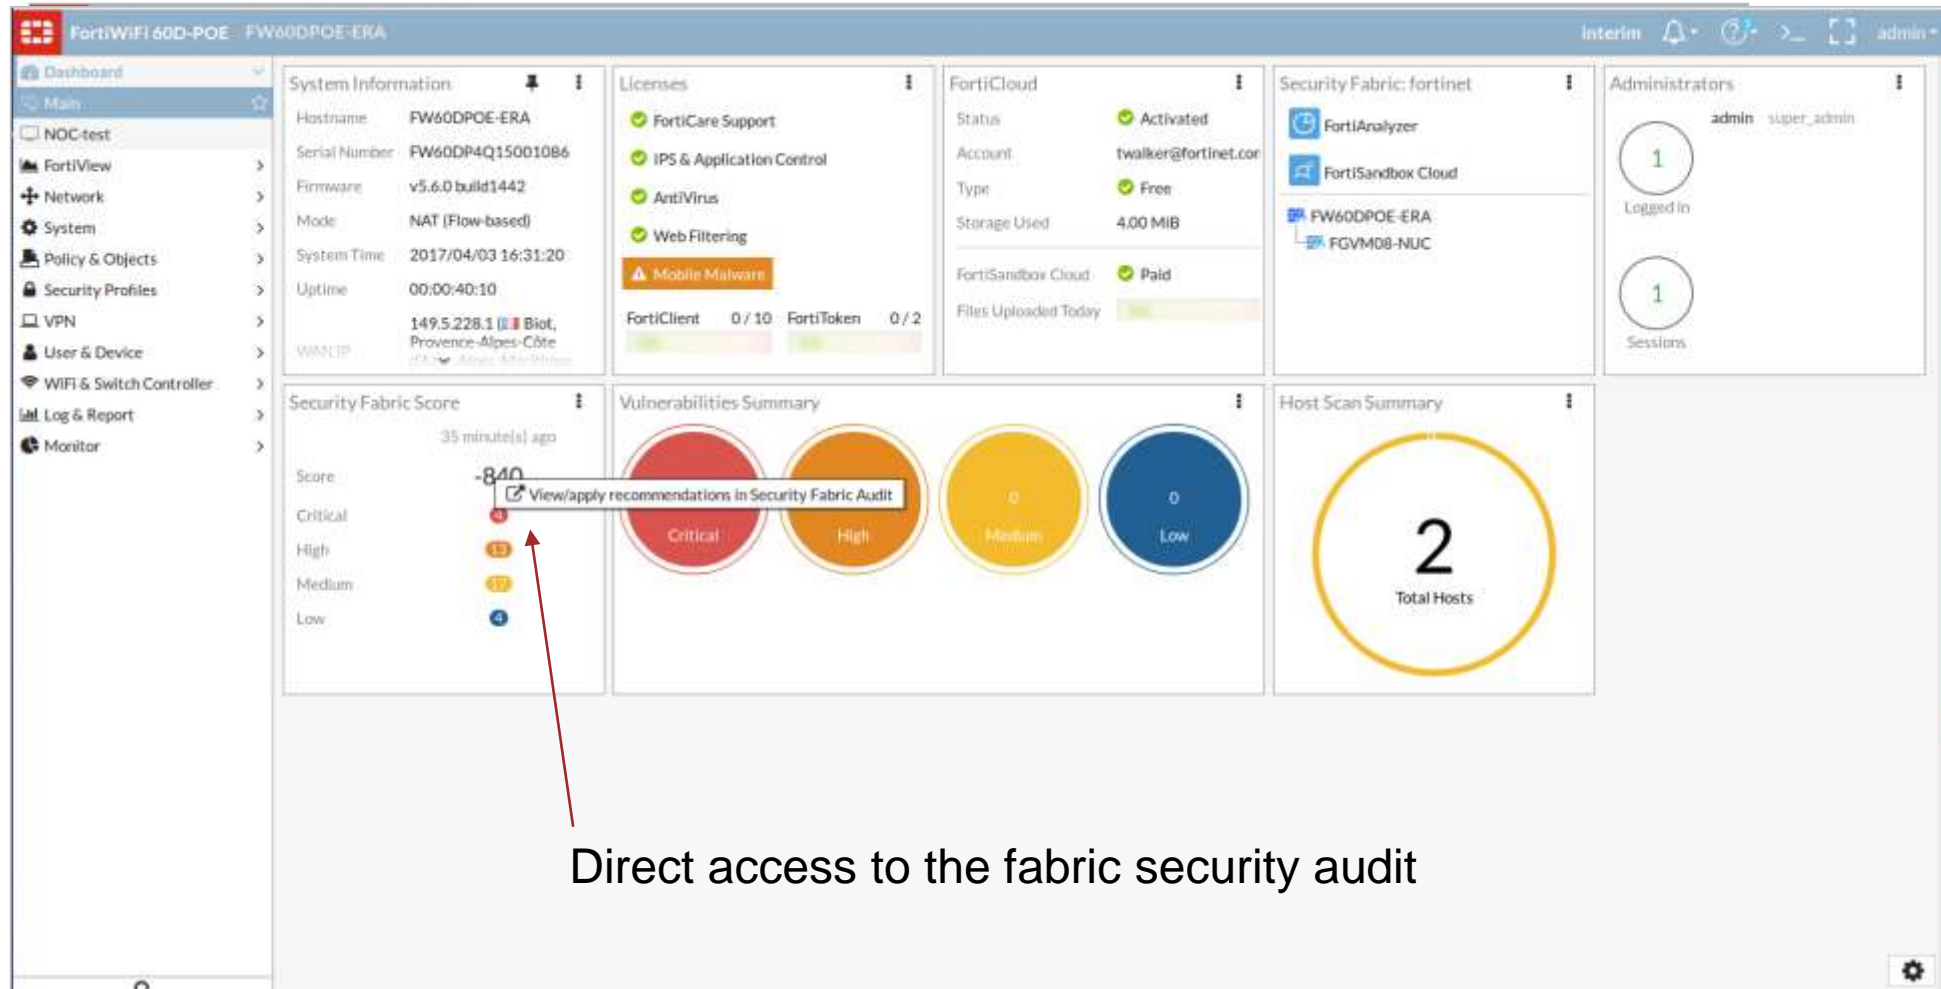 FortiWiFi 60D-POE FW60DPOE-ERA
interim
admin
Dashboard
Main
NOC-test
FortiView
Network
System
Policy & Objects
Security Profiles
VPN
User & Device
WiFi & Switch Controller
Log & Report
Monitor
System Information
Hostname FW60DPOE-ERA
Serial Number FW60DP4Q15001086
Firmware v5.6.0 build1442
Mode NAT (Flow-based)
System Time 2017/04/03 16:31:20
Uptime 00:00:40:10
WAN IP 149.5.228.1 ( Biot,
Provence-Alpes-Côte
Licenses
FortiCare Support
IPS & Application Control
AntiVirus
Web Filtering
Mobile Malware
FortiClient 0 / 10 FortiToken 0 / 2
FortiCloud
Status Activated
Account twalker@fortinet.cor
Type Free
Storage Used 4.00 MiB
FortiSandbox Cloud Paid
Files Uploaded Today
Security Fabric: fortinet
FortiAnalyzer
FortiSandbox Cloud
FW60DPOE-ERA
FGVM08-NUC
Administrators
admin super_admin
1
Logged in
1
Sessions
Security Fabric Score
35 minute(s) ago
Score -840
View/apply recommendations in Security Fabric Audit
Critical 4
High 13
Medium 17
Low 4
Vulnerabilities Summary
Critical
High
0
Medium
0
Low
Host Scan Summary
2
Total Hosts
Direct access to the fabric security audit